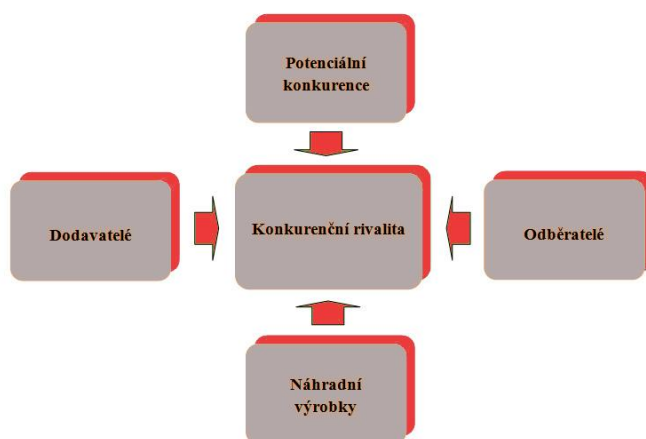 Potenciální
konkurence
Dodavatelé
Konkurenční rivalita
Odběratelé
Náhradní
výrobky